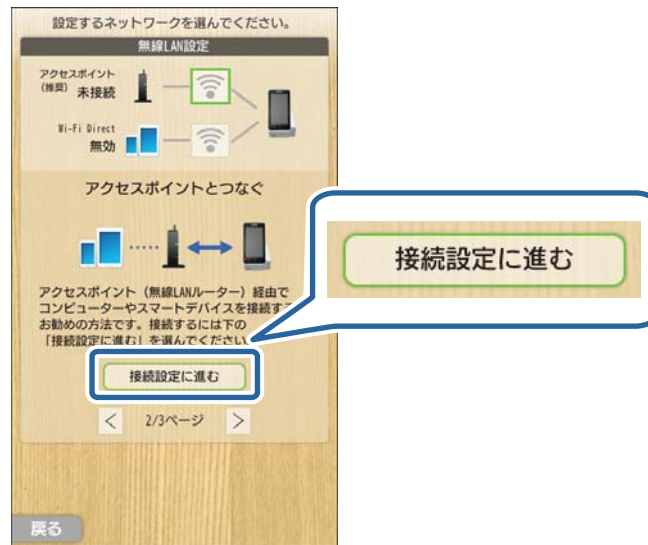 設定するネットワークを選んでください。
無線LAN設定
アクセスポイント
(推奨) 未接続
Wi-Fi Direct
無効
アクセスポイントとつなぐ
アクセスポイント（無線LANルーター）経由で
コンピューターやスマートデバイスを接続す
お勧めの方法です。接続するには下の
「接続設定に進む」を選んでください
接続設定に進む
< 2/3ページ >
戻る
接続設定に進む